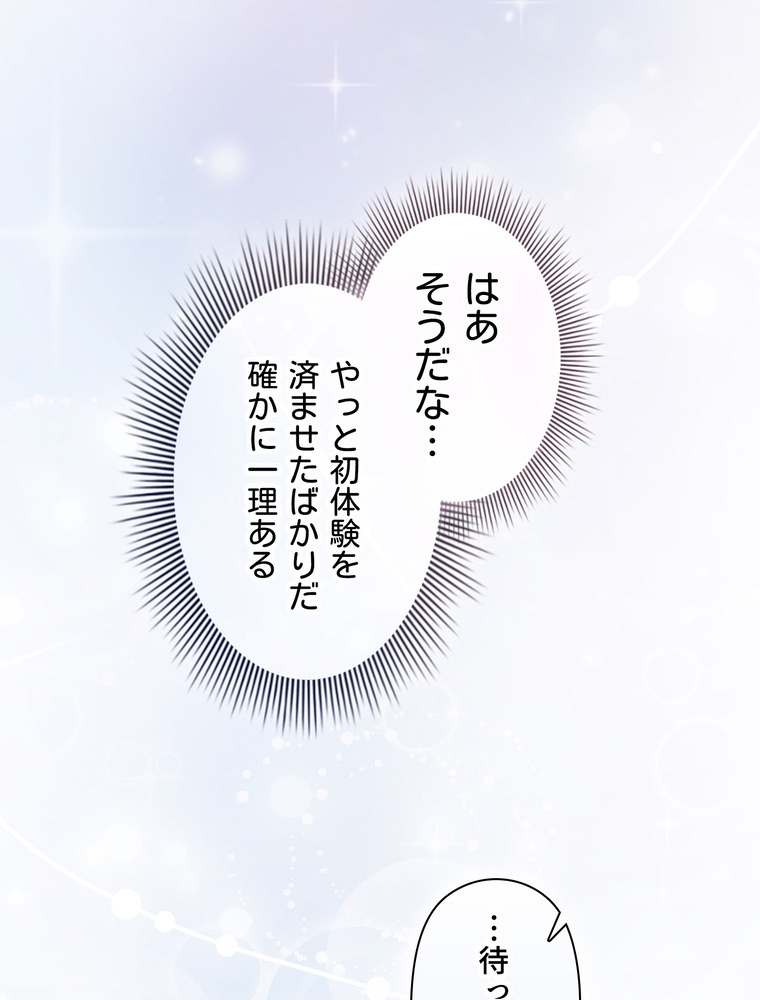 はあ
そうだな…
やっと初体験を
済ませたばかりだ
確かに一理ある
…待っ